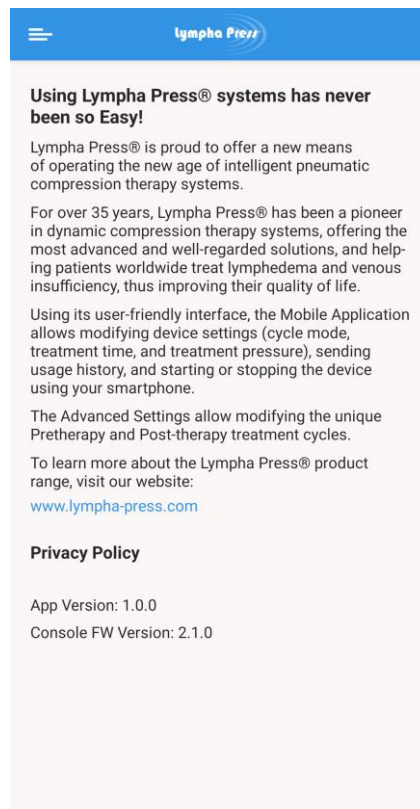 Lympha Press
Using Lympha Press® systems has never
been so Easy!
Lympha Press® is proud to offer a new means
of operating the new age of intelligent pneumatic
compression therapy systems.
For over 35 years, Lympha Press® has been a pioneer
in dynamic compression therapy systems, offering the
most advanced and well-regarded solutions, and help-
ing patients worldwide treat lymphedema and venous
insufficiency, thus improving their quality of life.
Using its user-friendly interface, the Mobile Application
allows modifying device settings (cycle mode,
treatment time, and treatment pressure), sending
usage history, and starting or stopping the device
using your smartphone.
The Advanced Settings allow modifying the unique
Pretherapy and Post-therapy treatment cycles.
To learn more about the Lympha Press® product
range, visit our website:
www.lympha-press.com
Privacy Policy
App Version: 1.0.0
Console FW Version: 2.1.0